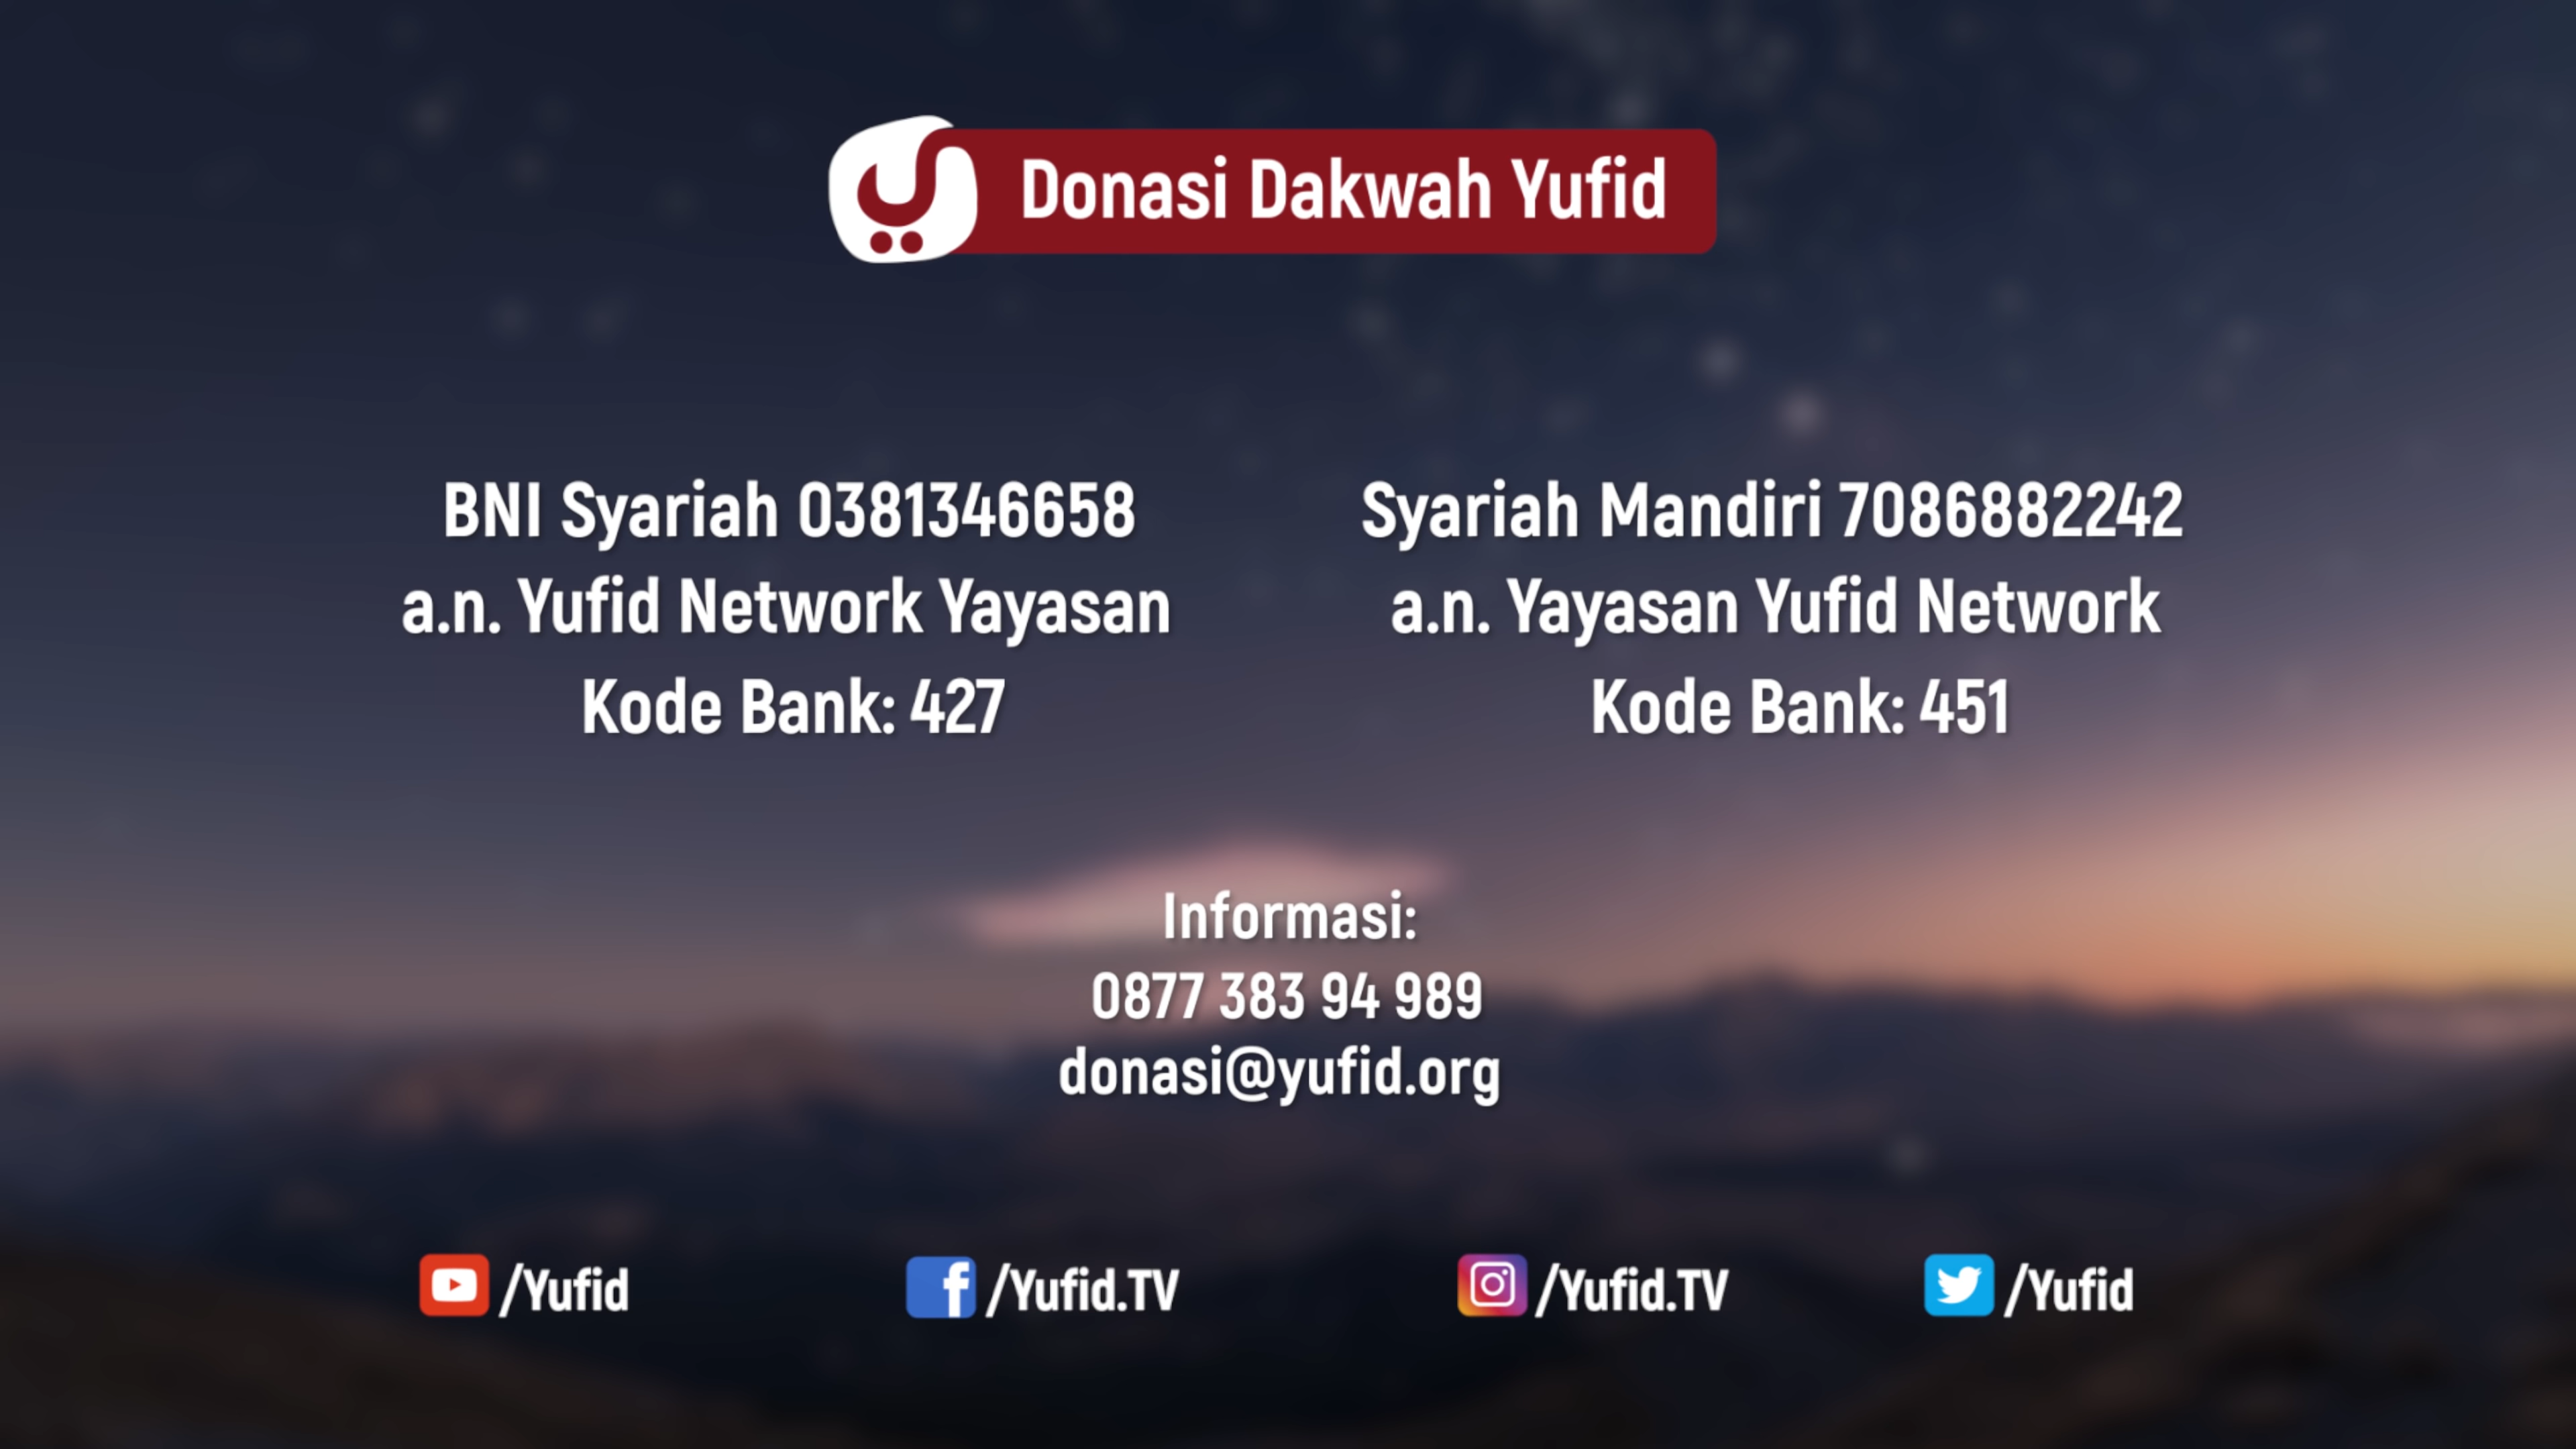 Donasi Dakwah Yufid
BNI Syariah 0381346658
a.n. Yufid Network Yayasan
Kode Bank: 427
Syariah Mandiri 7086882242
a.n. Yayasan Yufid Network
Kode Bank: 451
Informasi:
0877 383 94 989
donasi@yufid.org
/Yufid
/Yufid.TV
/Yufid.TV
/Yufid